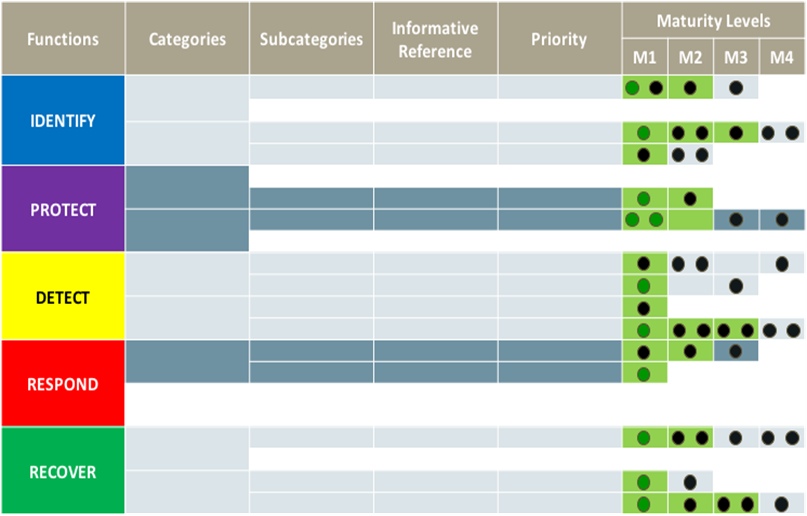 Functions
Categories
Subcategories
Informative
Reference
Priority
Maturity Levels
M1
M2
M3
M4
IDENTIFY
PROTECT
DETECT
RESPOND
RECOVER